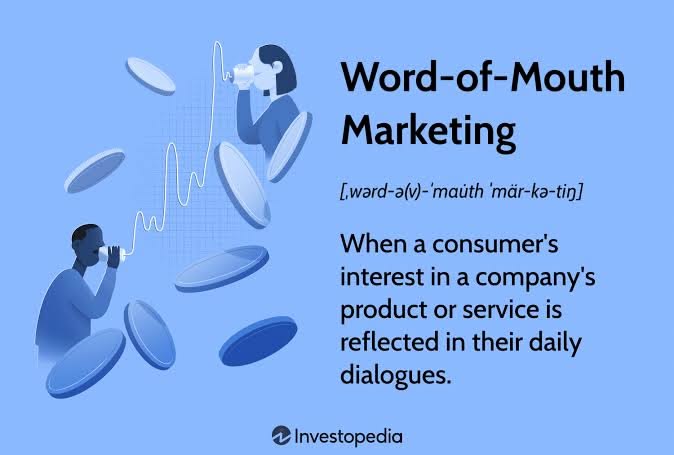 Word-of-Mouth
Marketing
[ˌwərd-ə(v)-ˈmau̇th ˈmär-kə-tiŋ]
When a consumer's
interest in a company's
product or service is
reflected in their daily
dialogues.
Investopedia